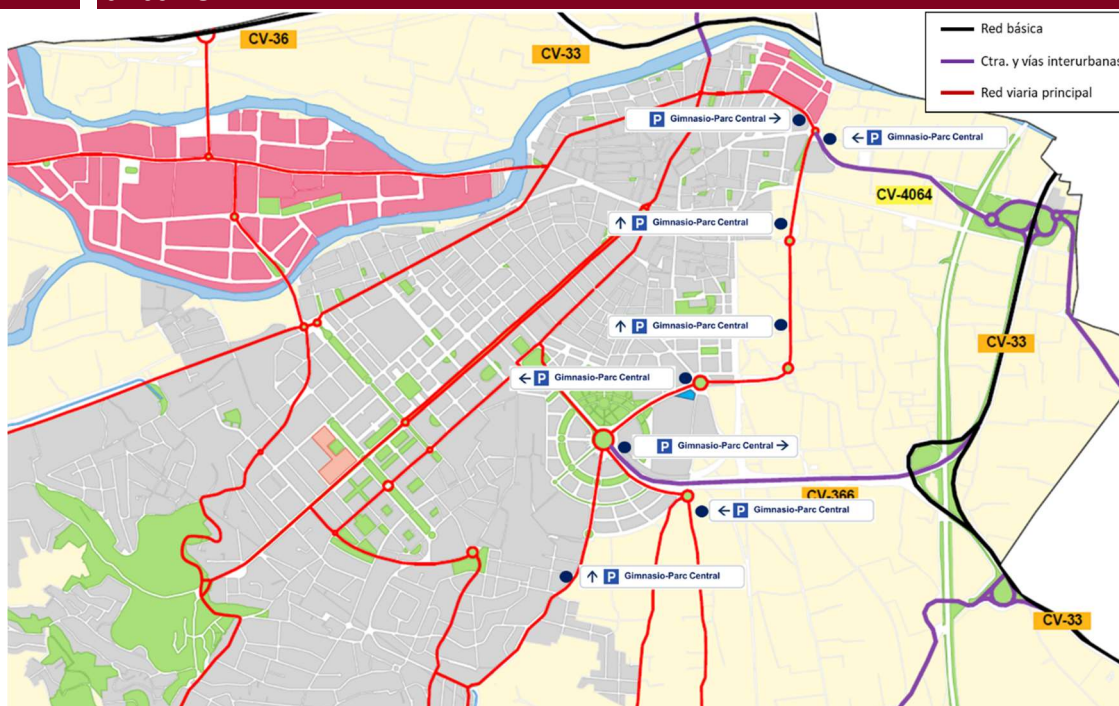 CV-36
CV-33
Red básica
Ctra. y vías interurbanas
Red viaria principal
P Gimnasio-Parc Central →
← P Gimnasio-Parc Central
CV-4064
↑ P Gimnasio-Parc Central
↑ P Gimnasio-Parc Central
CV-33
← P Gimnasio-Parc Central
P Gimnasio-Parc Central →
CV-366
← P Gimnasio-Parc Central
↑ P Gimnasio-Parc Central
CV-33